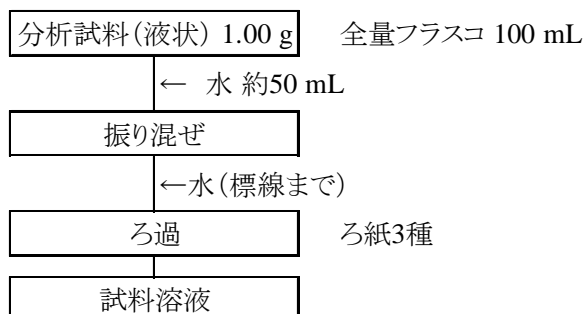 分析試料(液状) 1.00 g 全量フラスコ 100 mL
← 水 約50 mL
振り混ぜ
←水(標線まで)
ろ過 ろ紙3種
試料溶液